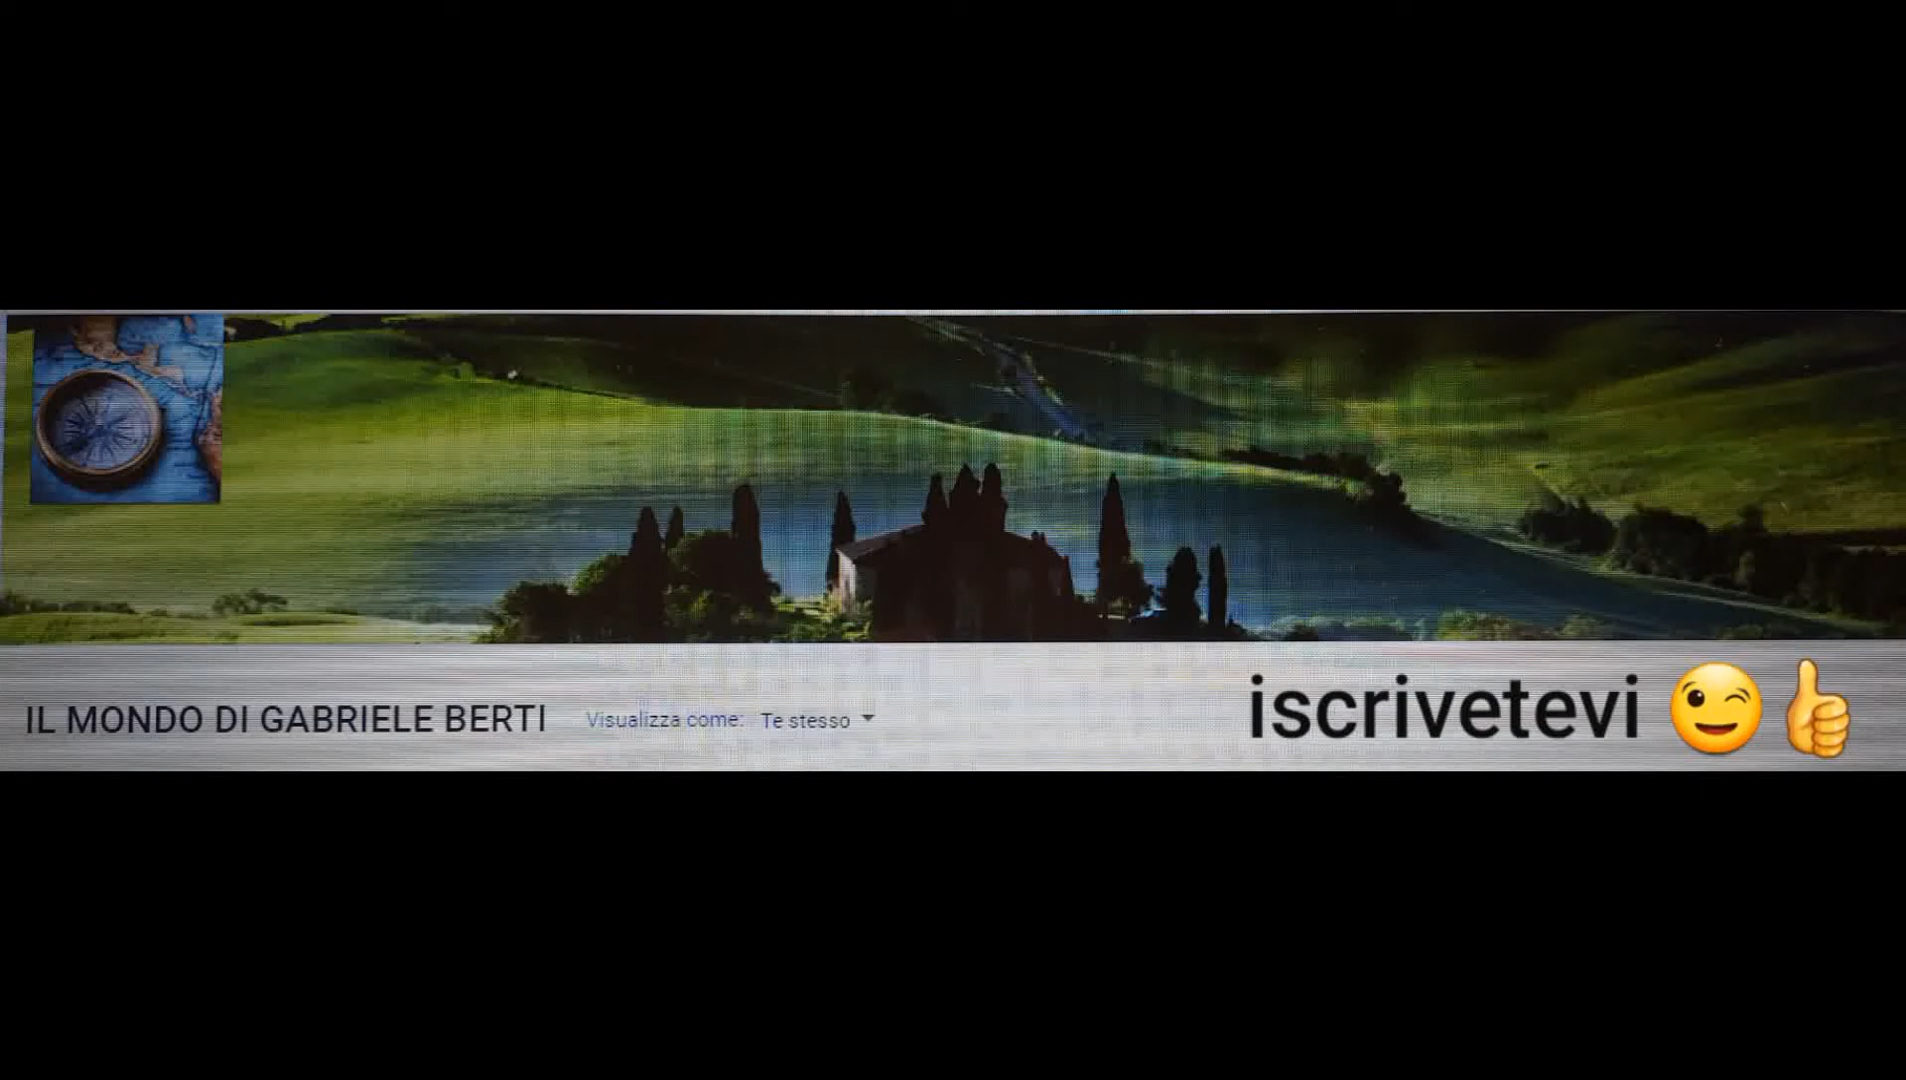 IL MONDO DI GABRIELE BERTI Visualizza come: Te stesso iscrivetevi 😉👍